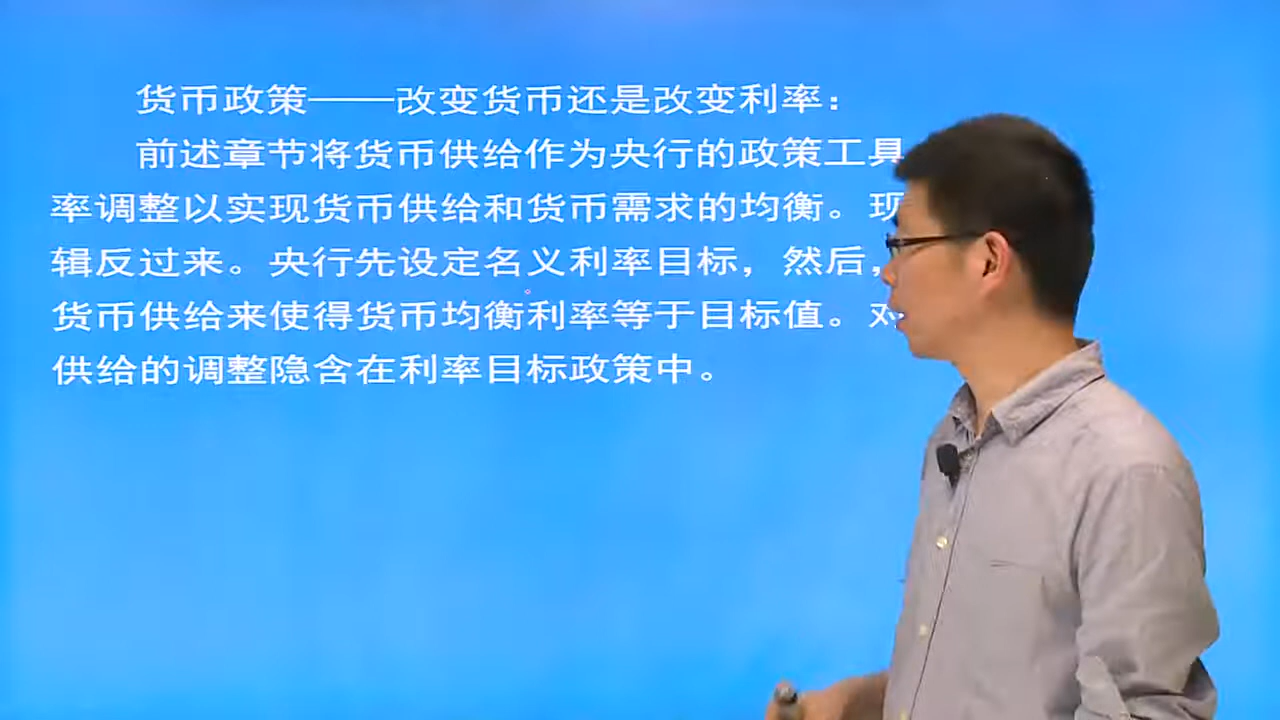 货币政策——改变货币还是改变利率：
前述章节将货币供给作为央行的政策工具
率调整以实现货币供给和货币需求的均衡。现
辑反过来。央行先设定名义利率目标，然后，
货币供给来使得货币均衡利率等于目标值。对
供给的调整隐含在利率目标政策中。